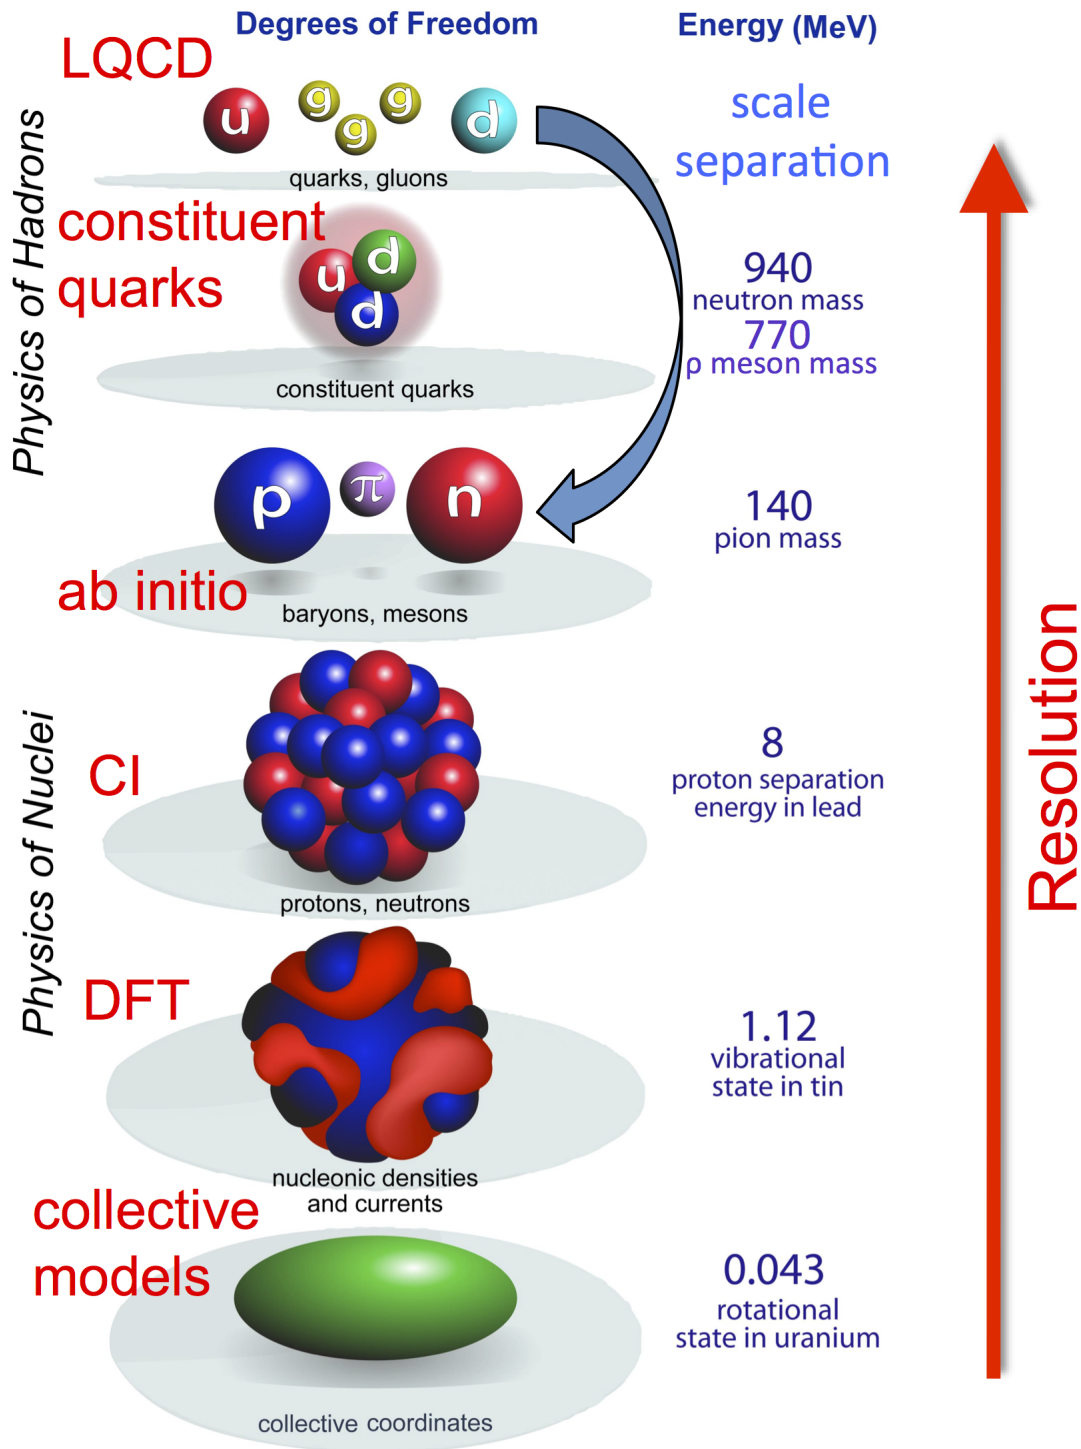 Degrees of Freedom
Energy (MeV)
LQCD
u
g
g
g
d
quarks, gluons
scale
separation
Physics of Hadrons
constituent
quarks
u
d
d
constituent quarks
940
neutron mass
770
ρ meson mass
p
π
n
baryons, mesons
140
pion mass
ab initio
Resolution
Physics of Nuclei
CI
protons, neutrons
8
proton separation
energy in lead
DFT
nucleonic densities
and currents
1.12
vibrational
state in tin
collective
models
collective coordinates
0.043
rotational
state in uranium